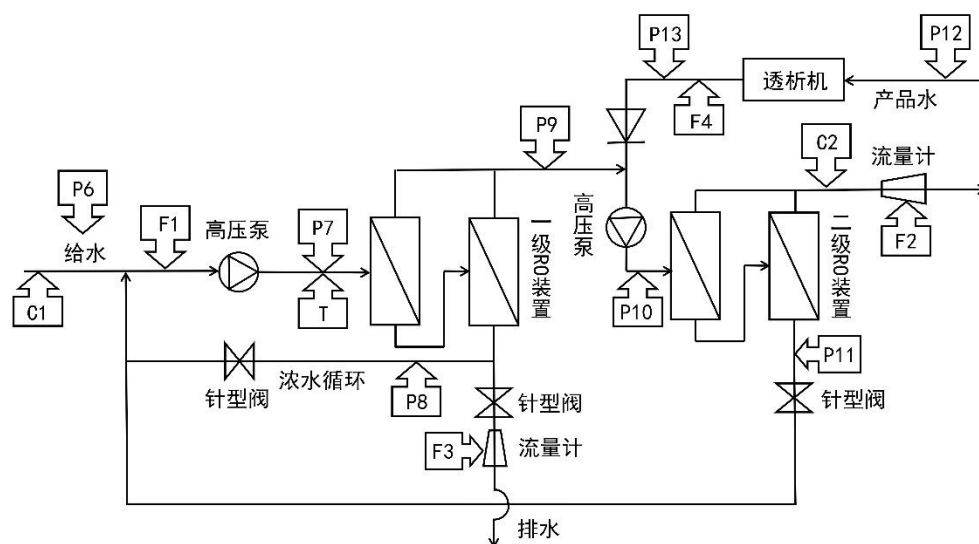 P13
P12
透析机
产品水
F4
P9
C2
流量计
P6
F1
高压泵
P7
一级RO装置
高压泵
二级RO装置
F2
给水
C1
T
P10
P11
浓水循环
针型阀
P8
针型阀
针型阀
F3
流量计
排水